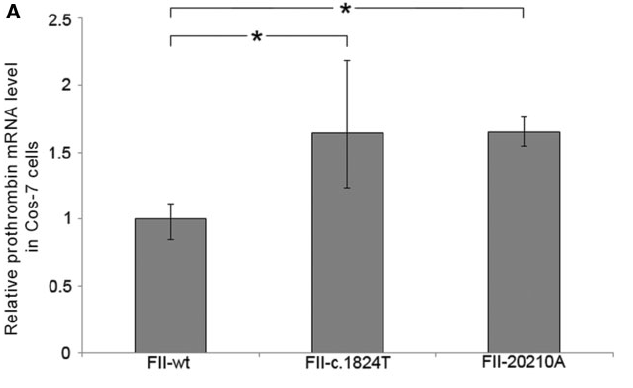 A
*
*
2.5
2
1.5
1
0.5
0
Relative prothrombin mRNA level
in Cos-7 cells
FII-wt
FII-c.1824T
FII-20210A